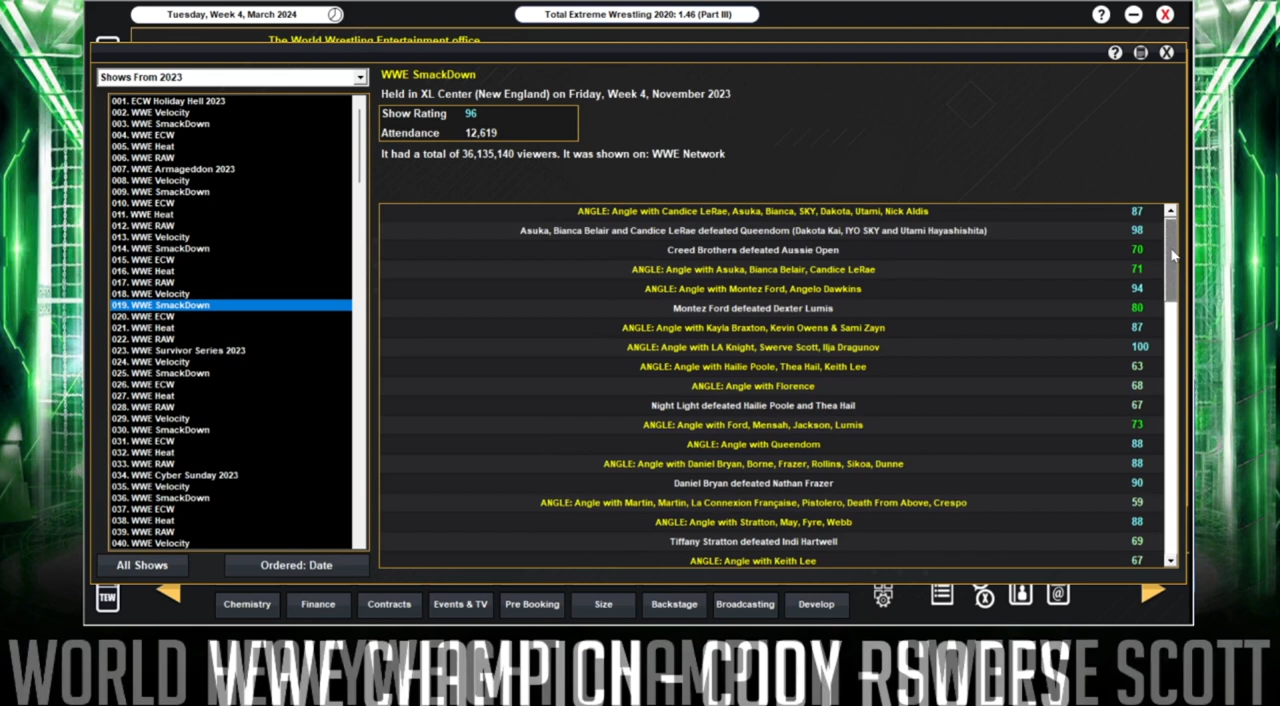 Tuesday, Week 4, March 2024
Total Extreme Wrestling 2020: 1.46 (Part III)
The World Wrestling Entertainment office
Shows From 2023
001. ECW Holiday Hell 2023
002. WWE Velocity
003. WWE SmackDown
004. WWE ECW
005. WWE Heat
006. WWE RAW
007. WWE Armageddon 2023
008. WWE Velocity
009. WWE SmackDown
010. WWE ECW
011. WWE Heat
012. WWE RAW
013. WWE Velocity
014. WWE SmackDown
015. WWE ECW
016. WWE Heat
017. WWE RAW
018. WWE Velocity
019. WWE SmackDown
020. WWE ECW
021. WWE Heat
022. WWE RAW
023. WWE Survivor Series 2023
024. WWE Velocity
025. WWE SmackDown
026. WWE ECW
027. WWE Heat
028. WWE RAW
029. WWE Velocity
030. WWE SmackDown
031. WWE ECW
032. WWE Heat
033. WWE RAW
034. WWE Cyber Sunday 2023
035. WWE Velocity
036. WWE SmackDown
037. WWE ECW
038. WWE Heat
039. WWE RAW
040. WWE Velocity
All Shows
Ordered: Date
WWE SmackDown
Held in XL Center (New England) on Friday, Week 4, November 2023
Show Rating 96
Attendance 12,619
It had a total of 36,135,140 viewers. It was shown on: WWE Network
ANGLE: Angle with Candice LeRae, Asuka, Bianca, SKY, Dakota, Utami, Nick Aldis 87
Asuka, Bianca Belair and Candice LeRae defeated Queendom (Dakota Kai, IYO SKY and Utami Hayashishita) 98
Creed Brothers defeated Aussie Open 70
ANGLE: Angle with Asuka, Bianca Belair, Candice LeRae 71
ANGLE: Angle with Montez Ford, Angelo Dawkins 94
Montez Ford defeated Dexter Lumis 80
ANGLE: Angle with Kayla Braxton, Kevin Owens & Sami Zayn 87
ANGLE: Angle with LA Knight, Swerve Scott, Ilja Dragunov 100
ANGLE: Angle with Hailie Poole, Thea Hail, Keith Lee 63
ANGLE: Angle with Florence 68
Night Light defeated Hailie Poole and Thea Hail 67
ANGLE: Angle with Ford, Mensah, Jackson, Lumis 73
ANGLE: Angle with Queendom 88
ANGLE: Angle with Daniel Bryan, Borne, Frazer, Rollins, Sikoa, Dunne 88
Daniel Bryan defeated Nathan Frazer 90
ANGLE: Angle with Martin, Martin, La Connexion Française, Pistolero, Death From Above, Crespo 59
ANGLE: Angle with Stratton, May, Fyre, Webb 88
Tiffany Stratton defeated Indi Hartwell 69
ANGLE: Angle with Keith Lee 67
TEW
Chemistry
Finance
Contracts
Events & TV
Pre Booking
Size
Backstage
Broadcasting
Develop